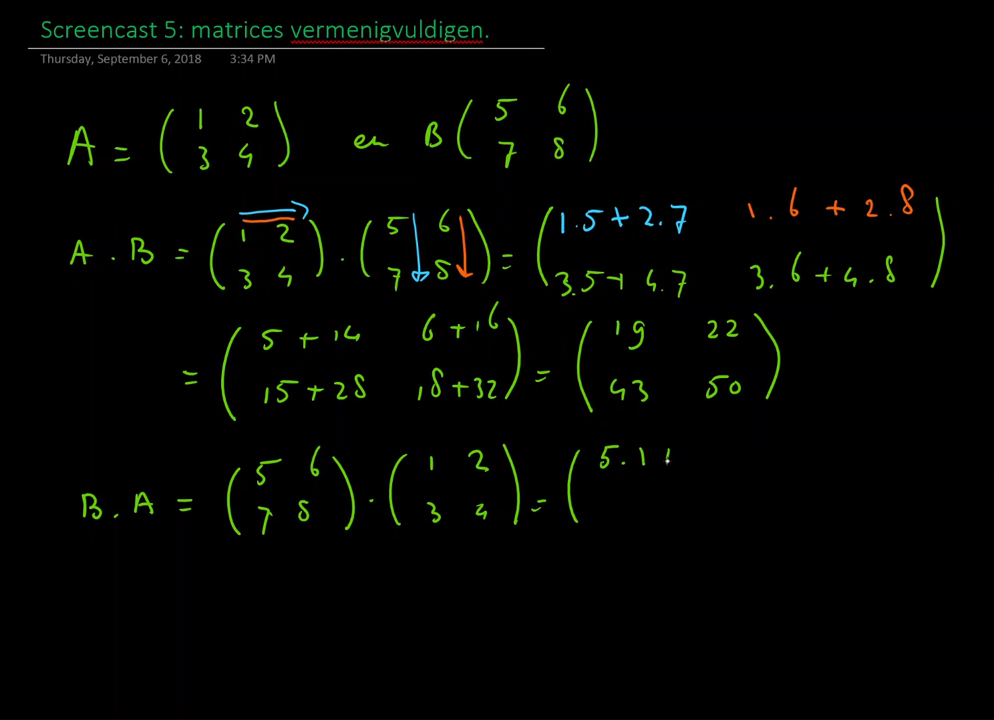 Screencast 5: matrices vermenigvuldigen.
Thursday, September 6, 2018 3:34 PM
A = ( 1 2 en B ( 5 6 )
3 4 ) 7 8 )
A . B = ( 1 2 ) . ( 5 6 ) = ( 1.5 + 2.7 1.6 + 2.8 )
( 3 4 ) ( 7 8 ) ( 3.5 + 4.7 3.6 + 4.8 )
= ( 5 + 14 6 + 16 ) = ( 19 22 )
( 15 + 28 18 + 32 ) ( 43 50 )
B . A = ( 5 6 ) . ( 1 2 ) = ( 5.1
( 7 8 ) ( 3 4 )